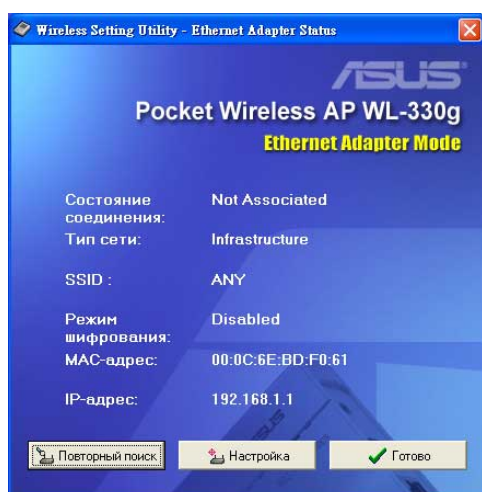 Wireless Setting Utility - Ethernet Adapter Status
ASUS
Pocket Wireless AP WL-330g
Ethernet Adapter Mode
Состояние соединения: Not Associated
Тип сети: Infrastructure
SSID : ANY
Режим шифрования: Disabled
MAC-адрес: 00:0C:6E:BD:F0:61
IP-адрес: 192.168.1.1
Повторный поиск Настройка Готово